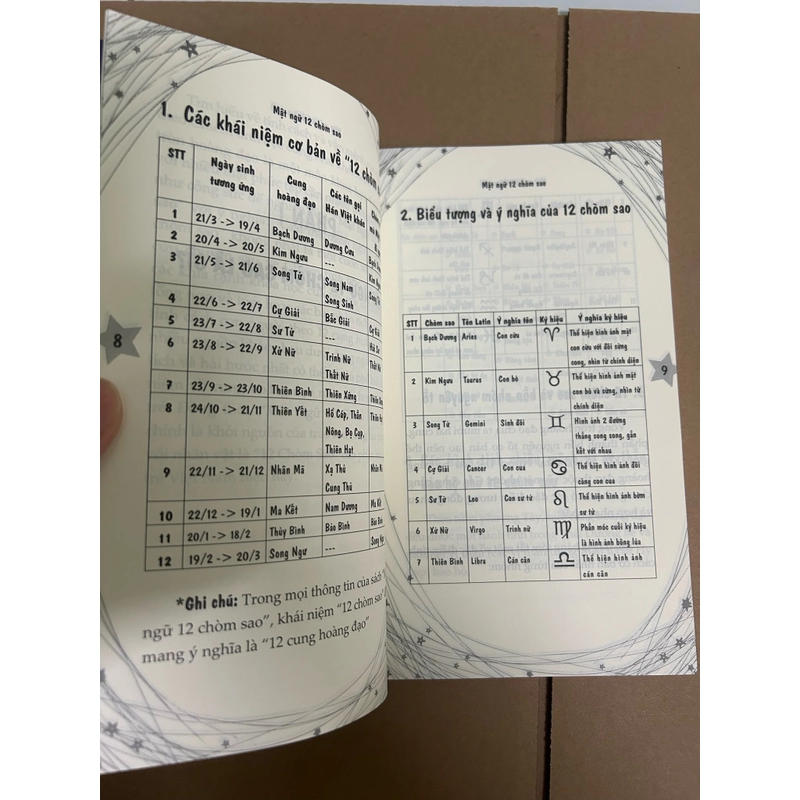 Mật ngữ 12 chòm sao
1. Các khái niệm cơ bản về "12 chòm
STT Ngày sinh tương ứng Cung hoàng đạo Các tên gọi Hán Việt khác
1 21/3 -> 19/4 Bạch Dương Dương Cưu
2 20/4 -> 20/5 Kim Ngưu ---
3 21/5 -> 21/6 Song Tử Song Nam Song Sinh
4 22/6 -> 22/7 Cự Giải Bắc Giải
5 23/7 -> 22/8 Sư Tử ---
6 23/8 -> 22/9 Xử Nữ Trinh Nữ Thất Nữ
7 23/9 -> 23/10 Thiên Bình Thiên Xứng
8 24/10 -> 21/11 Thiên Yết Hổ Cáp, Thần Nông, Bọ Cạp, Thiên Hạt
9 22/11 -> 21/12 Nhân Mã Xạ Thủ Cung Thủ
10 22/12 -> 19/1 Ma Kết Nam Dương
11 20/1 -> 18/2 Thủy Bình Bảo Bình
12 19/2 -> 20/3 Song Ngư ---
*Ghi chú: Trong mọi thông tin của sách
ngữ 12 chòm sao", khái niệm "12 chòm sao"
mang ý nghĩa là "12 cung hoàng đạo"
8
Mật ngữ 12 chòm sao
2. Biểu tượng và ý nghĩa của 12 chòm sao
STT Chòm sao Tên Latin Ý nghĩa tên Ký hiệu Ý nghĩa ký hiệu
1 Bạch Dương Aries Con cừu ♈ Thể hiện hình ảnh mặt con cừu với đôi sừng cong, nhìn từ chính diện
2 Kim Ngưu Taurus Con bò ♉ Thể hiện hình ảnh mặt con bò và sừng, nhìn từ chính diện
3 Song Tử Gemini Sinh đôi ♊ Hình ảnh 2 đường thẳng song song, gắn kết với nhau
4 Cự Giải Cancer Con cua ♋ Thể hiện hình ảnh đôi càng con cua
5 Sư Tử Leo Con sư tử ♌ Thể hiện hình ảnh bờm sư tử
6 Xử Nữ Virgo Trinh nữ ♍ Phần móc cuối ký hiệu là hình ảnh bông lúa
7 Thiên Bình Libra Cán cân ♎ Thể hiện hình ảnh cán cân
9